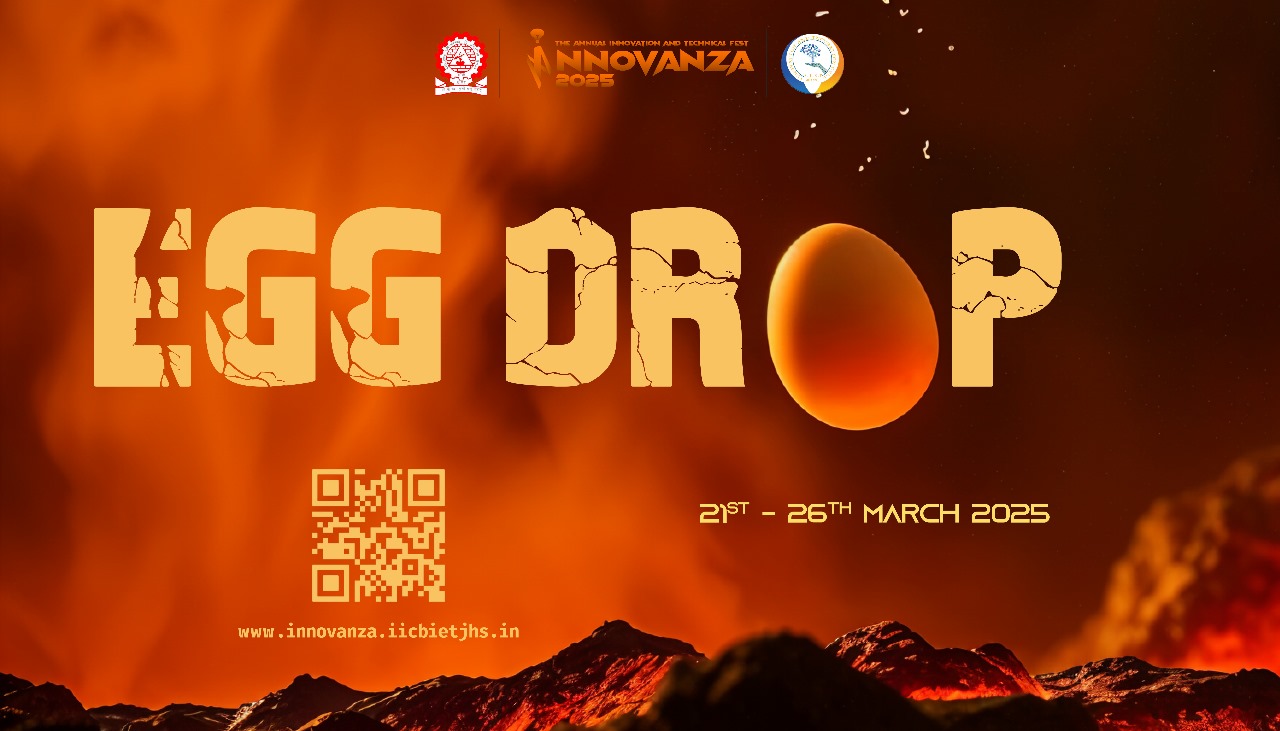 THE ANNUAL INNOVATION AND TECHNICAL FEST
INNOVANZA
2025
EGG DROP
21ST - 26TH MARCH 2025
www.innovanza.iicbietjhs.in